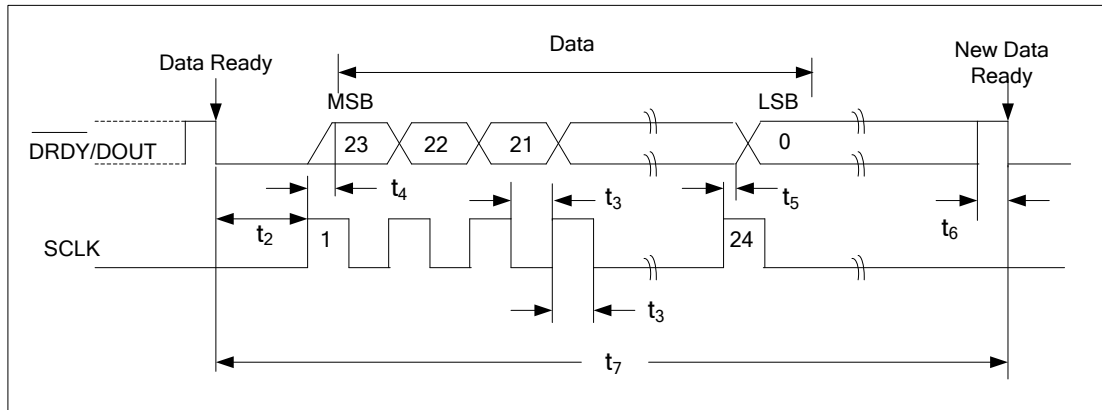 Data
Data Ready
New Data
Ready
MSB
LSB
DRDY/DOUT
23
22
21
0
t4
t3
t5
t2
t6
SCLK
1
24
t3
t7